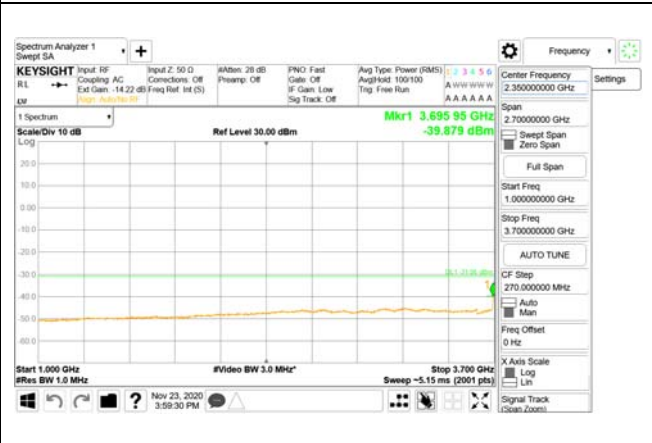 Spectrum Analyzer 1
Swept SA
Frequency
KEYSIGHT
RL
Input: RF
Coupling: AC
Ext Gain: -14.22 dB
Align: Auto/No RF
Input Z: 50 Ω
Corrections: Off
Freq Ref: Int (S)
#Atten: 28 dB
Preamp: Off
PNO: Fast
Gate: Off
IF Gain: Low
Sig Track: Off
Avg Type: Power (RMS)
Avg|Hold: 100/100
Trig: Free Run
1 2 3 4 5 6
A W W W W W
A A A A A A
Center Frequency
2.350000000 GHz
Settings
Span
2.70000000 GHz
Swept Span
Zero Span
Full Span
Start Freq
1.000000000 GHz
Stop Freq
3.700000000 GHz
AUTO TUNE
CF Step
270.000000 MHz
Auto
Man
Freq Offset
0 Hz
X Axis Scale
Log
Lin
Signal Track
(Span Zoom)
1 Spectrum
Scale/Div 10 dB
Ref Level 30.00 dBm
Mkr1 3.695 95 GHz
-39.879 dBm
Log
20.0
10.0
0.00
-10.0
-20.0
-30.0
-40.0
-50.0
-60.0
1
Start 1.000 GHz
#Res BW 1.0 MHz
#Video BW 3.0 MHz*
Stop 3.700 GHz
Sweep ~5.15 ms (2001 pts)
Nov 23, 2020
3:59:30 PM